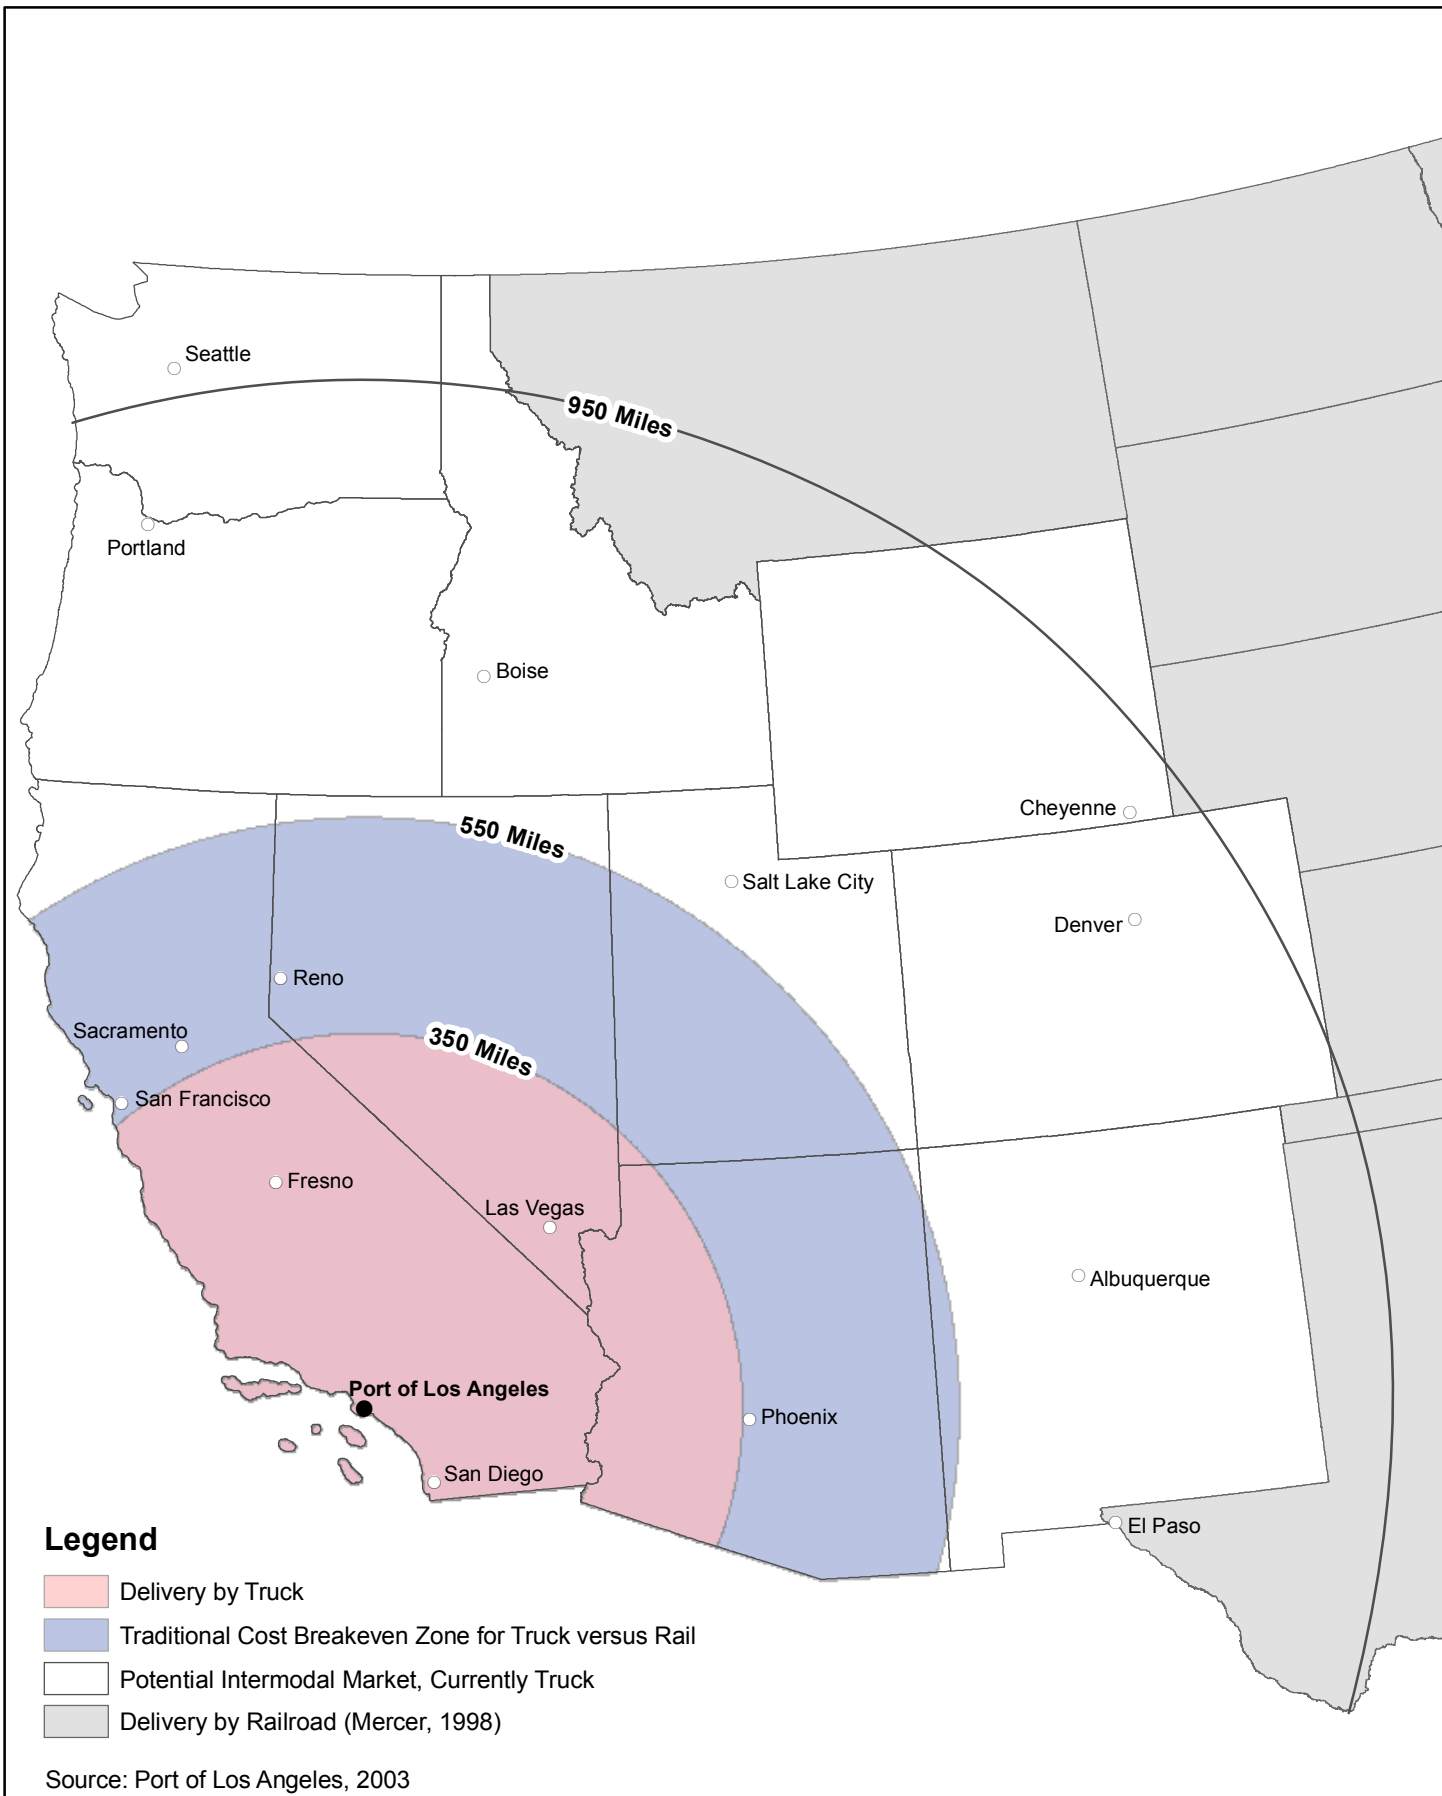 Seattle
950 Miles
Portland
Boise
Cheyenne
550 Miles
Salt Lake City
Denver
Reno
Sacramento
350 Miles
San Francisco
Fresno
Las Vegas
Albuquerque
Port of Los Angeles
Phoenix
San Diego
El Paso
Legend
Delivery by Truck
Traditional Cost Breakeven Zone for Truck versus Rail
Potential Intermodal Market, Currently Truck
Delivery by Railroad (Mercer, 1998)
Source: Port of Los Angeles, 2003